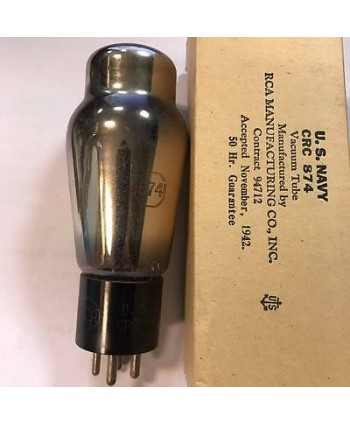 U. S. NAVY
CRC 874
Vacuum Tube
Manufactured by
RCA MANUFACTURING CO., INC.
Contract 94712
Accepted November, 1942.
50 Hr. Guarantee
874